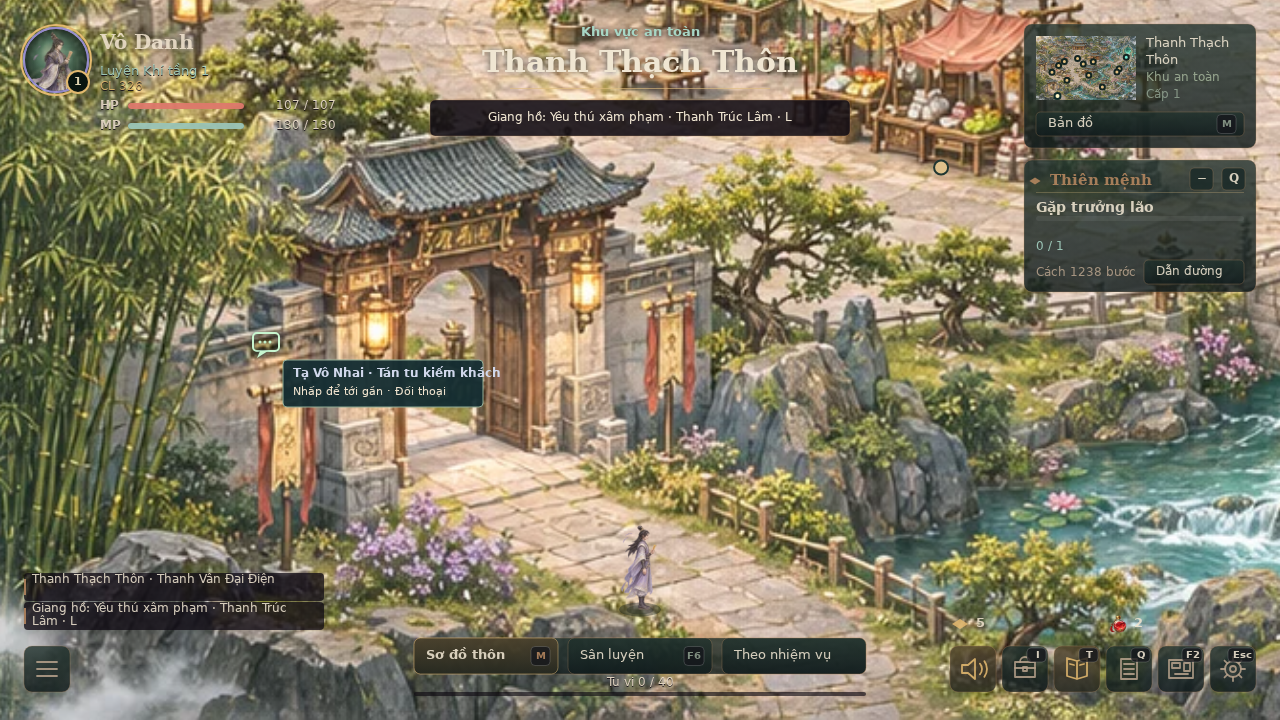 Vô Danh
Luyện Khí tầng 1
CL 326
1
HP 107 / 107
MP 130 / 130
Khu vực an toàn
Thanh Thạch Thôn
Giang hồ: Yêu thú xâm phạm · Thanh Trúc Lâm · L
Thanh Thạch
Thôn
Khu an toàn
Cấp 1
Bản đồ M
Thiên mệnh − Q
Gặp trưởng lão
0 / 1
Cách 1238 bước Dẫn đường
Tạ Vô Nhai · Tán tu kiếm khách
Nhấp để tới gần · Đối thoại
Thanh Thạch Thôn · Thanh Vân Đại Điện
Giang hồ: Yêu thú xâm phạm · Thanh Trúc
Lâm · L
Sơ đồ thôn M
Sân luyện F6
Theo nhiệm vụ
Tu vi 0 / 40
5
2
I
T
Q
F2
Esc